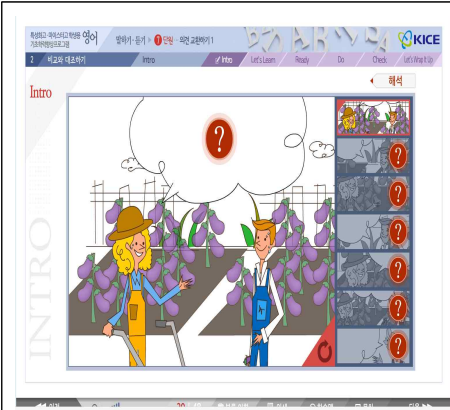 특성화고·마이스터고 학생용 영어
기초학력향상프로그램
말하기-듣기 ▶ 7 단원 - 의견 교환하기 1
KICE
2 비교와 대조하기 Intro Intro Let's Learn Ready Do Check Let's Wrap It Up
해석
Intro
?
?
?
?
?
?
?
INTRO